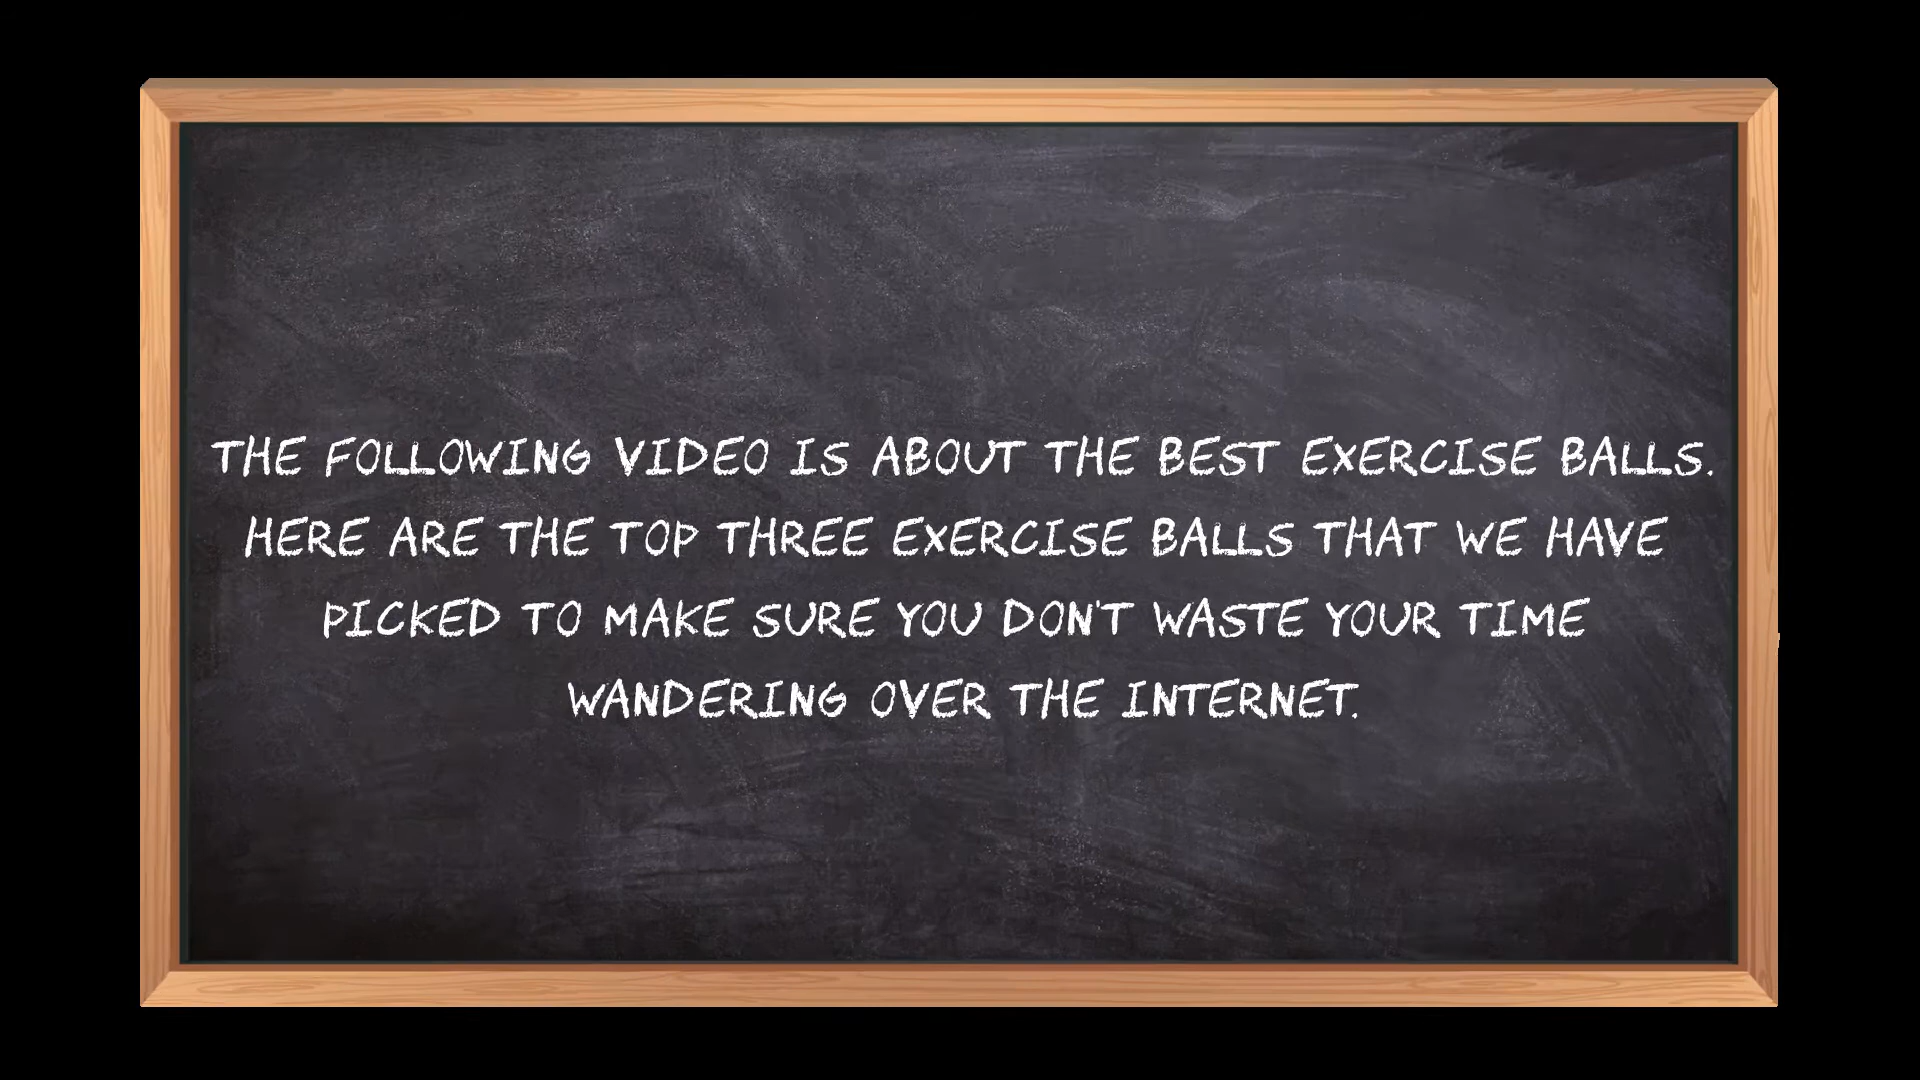 THE FOLLOWING VIDEO IS ABOUT THE BEST EXERCISE BALLS.
HERE ARE THE TOP THREE EXERCISE BALLS THAT WE HAVE
PICKED TO MAKE SURE YOU DON'T WASTE YOUR TIME
WANDERING OVER THE INTERNET.